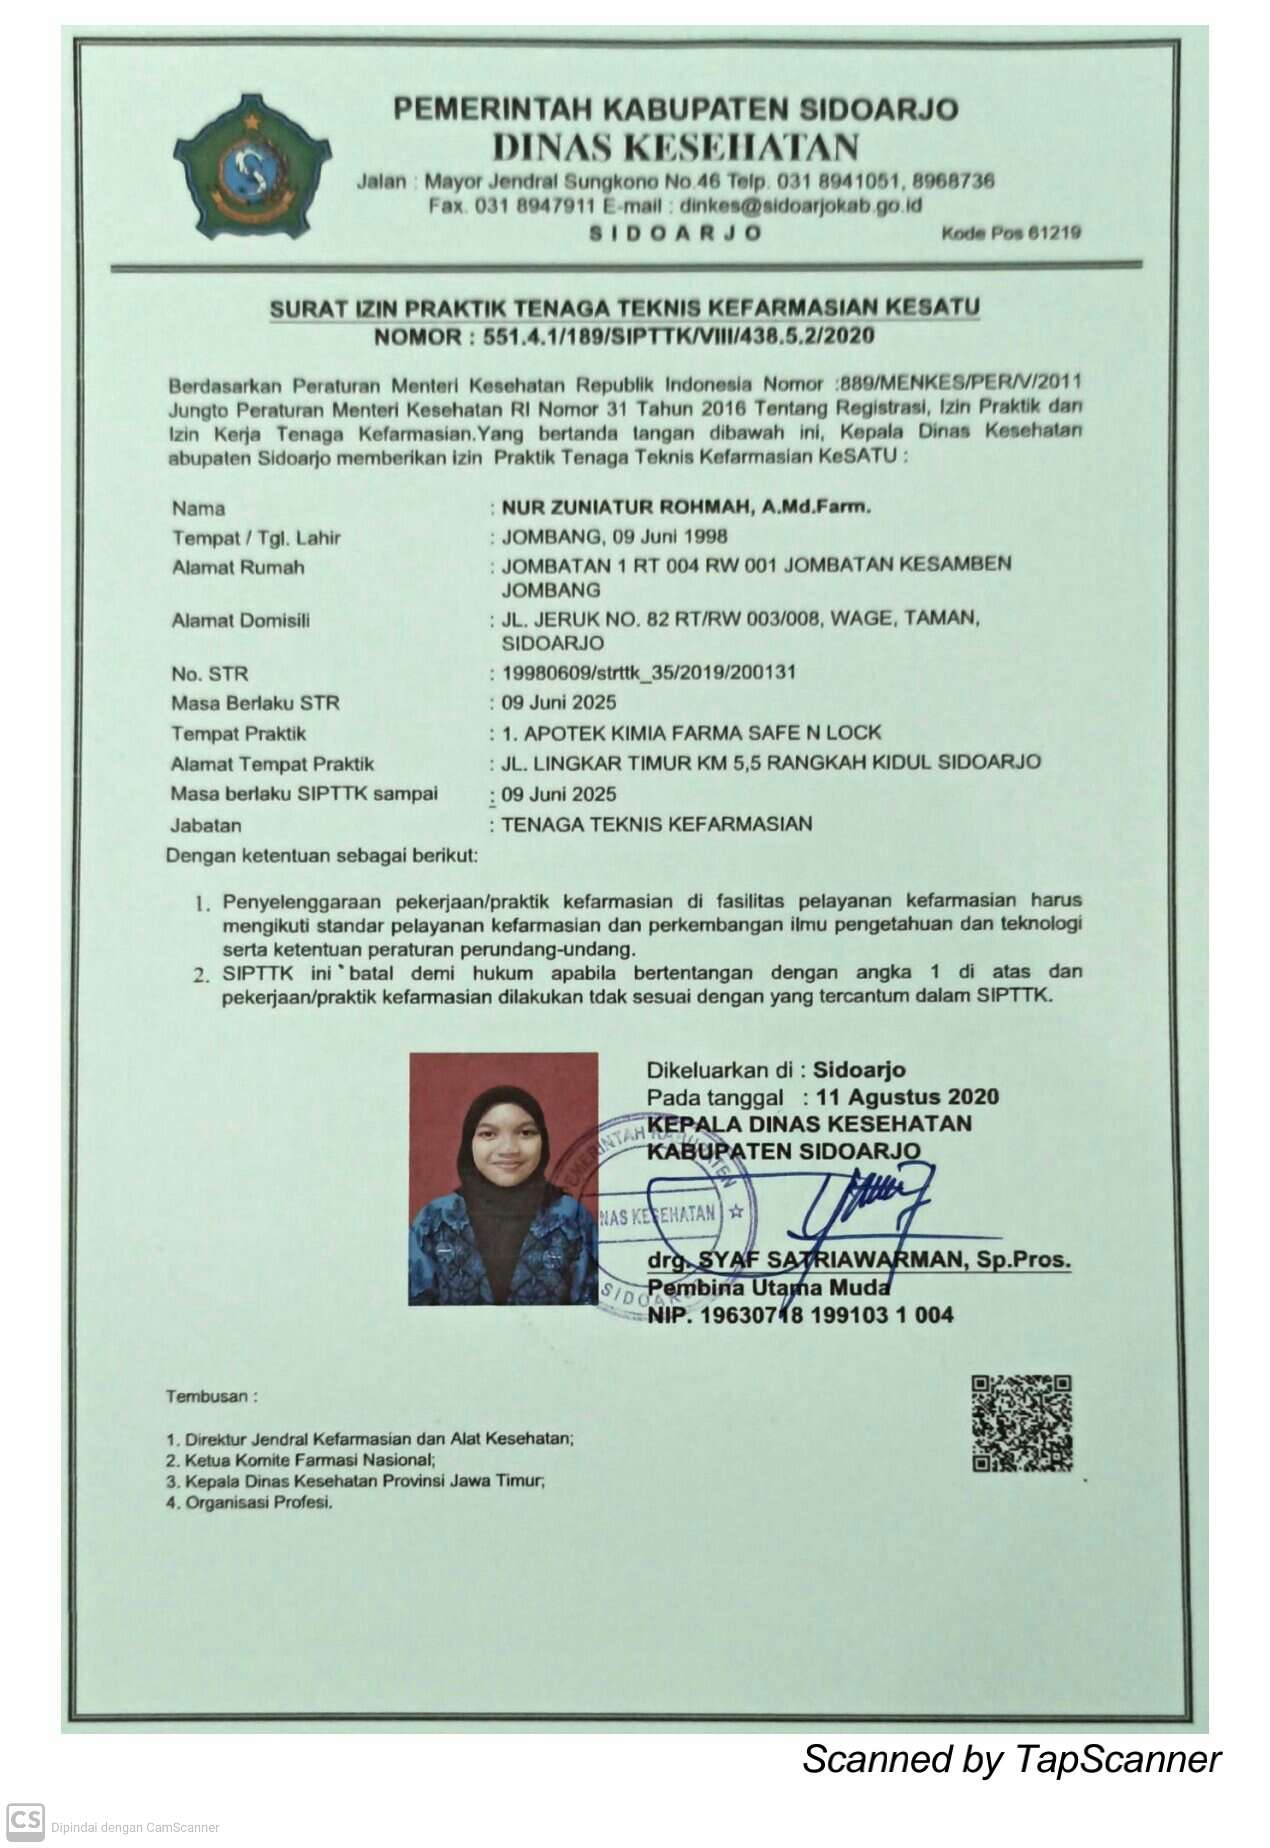 PEMERINTAH KABUPATEN SIDOARJO
DINAS KESEHATAN
Jalan : Mayor Jendral Sungkono No.46 Telp. 031 8941051, 8968736
Fax. 031 8947911 E-mail : dinkes@sidoarjokab.go.id
SIDOARJO
Kode Pos 61219
SURAT IZIN PRAKTIK TENAGA TEKNIS KEFARMASIAN KESATU
NOMOR : 551.4.1/189/SIPTTK/VIII/438.5.2/2020
Berdasarkan Peraturan Menteri Kesehatan Republik Indonesia Nomor :889/MENKES/PER/V/2011
Jungto Peraturan Menteri Kesehatan RI Nomor 31 Tahun 2016 Tentang Registrasi, Izin Praktik dan
Izin Kerja Tenaga Kefarmasian.Yang bertanda tangan dibawah ini, Kepala Dinas Kesehatan
abupaten Sidoarjo memberikan izin Praktik Tenaga Teknis Kefarmasian KeSATU :
Nama : NUR ZUNIATUR ROHMAH, A.Md.Farm.
Tempat / Tgl. Lahir : JOMBANG, 09 Juni 1998
Alamat Rumah : JOMBATAN 1 RT 004 RW 001 JOMBATAN KESAMBEN
JOMBANG
Alamat Domisili : JL. JERUK NO. 82 RT/RW 003/008, WAGE, TAMAN,
SIDOARJO
No. STR : 19980609/strttk_35/2019/200131
Masa Berlaku STR : 09 Juni 2025
Tempat Praktik : 1. APOTEK KIMIA FARMA SAFE N LOCK
Alamat Tempat Praktik : JL. LINGKAR TIMUR KM 5,5 RANGKAH KIDUL SIDOARJO
Masa berlaku SIPTTK sampai : 09 Juni 2025
Jabatan : TENAGA TEKNIS KEFARMASIAN
Dengan ketentuan sebagai berikut:
1. Penyelenggaraan pekerjaan/praktik kefarmasian di fasilitas pelayanan kefarmasian harus
mengikuti standar pelayanan kefarmasian dan perkembangan ilmu pengetahuan dan teknologi
serta ketentuan peraturan perundang-undang.
2. SIPTTK ini batal demi hukum apabila bertentangan dengan angka 1 di atas dan
pekerjaan/praktik kefarmasian dilakukan tdak sesuai dengan yang tercantum dalam SIPTTK.
Dikeluarkan di : Sidoarjo
Pada tanggal : 11 Agustus 2020
KEPALA DINAS KESEHATAN
KABUPATEN SIDOARJO
PEMERINTAH KABUPATEN
NAS KESEHATAN
SIDOARJO
drg. SYAF SATRIAWARMAN, Sp.Pros.
Pembina Utama Muda
NIP. 19630718 199103 1 004
Tembusan :
1. Direktur Jendral Kefarmasian dan Alat Kesehatan;
2. Ketua Komite Farmasi Nasional;
3. Kepala Dinas Kesehatan Provinsi Jawa Timur;
4. Organisasi Profesi.
Scanned by TapScanner
CS Dipindai dengan CamScanner